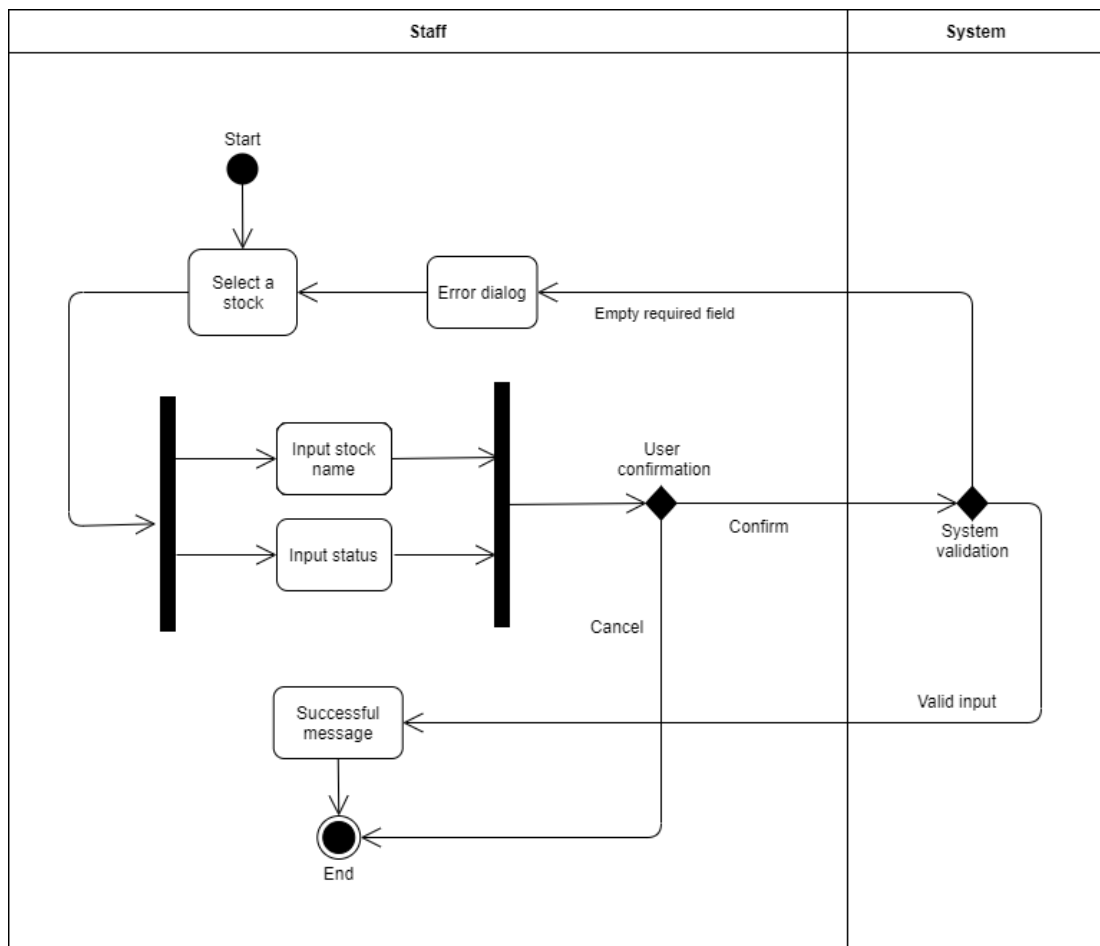 Staff
System
Start
Select a
stock
Error dialog
Empty required field
Input stock
name
User
confirmation
Confirm
System
validation
Input status
Cancel
Successful
message
Valid input
End